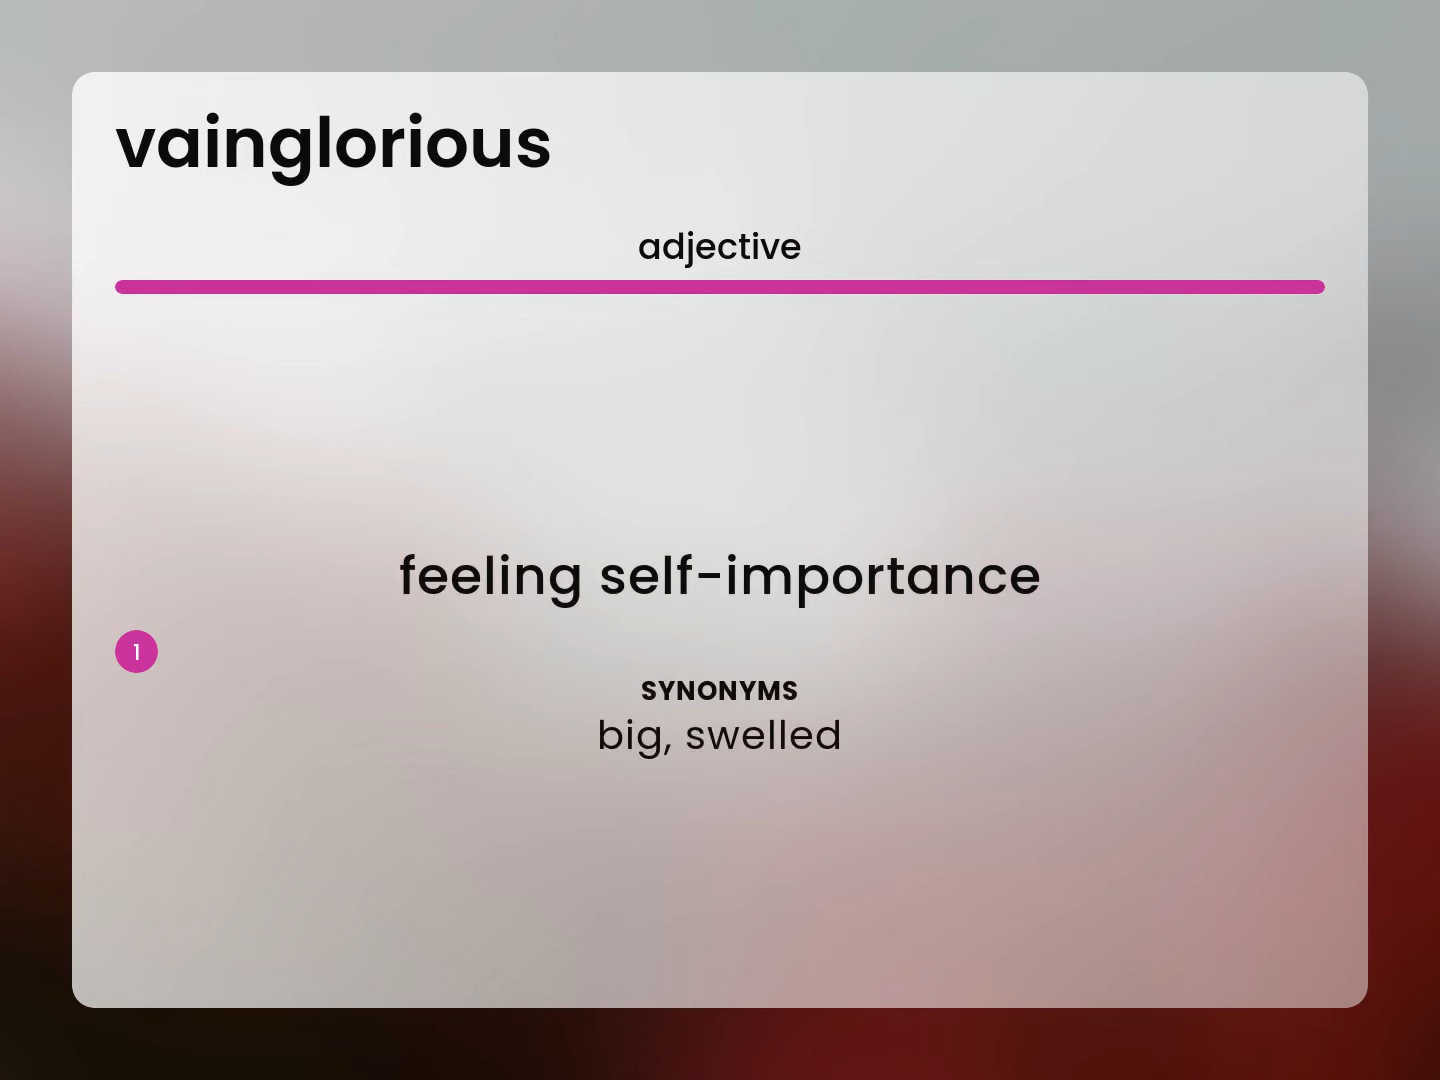 vainglorious
adjective
feeling self-importance
1
SYNONYMS
big, swelled